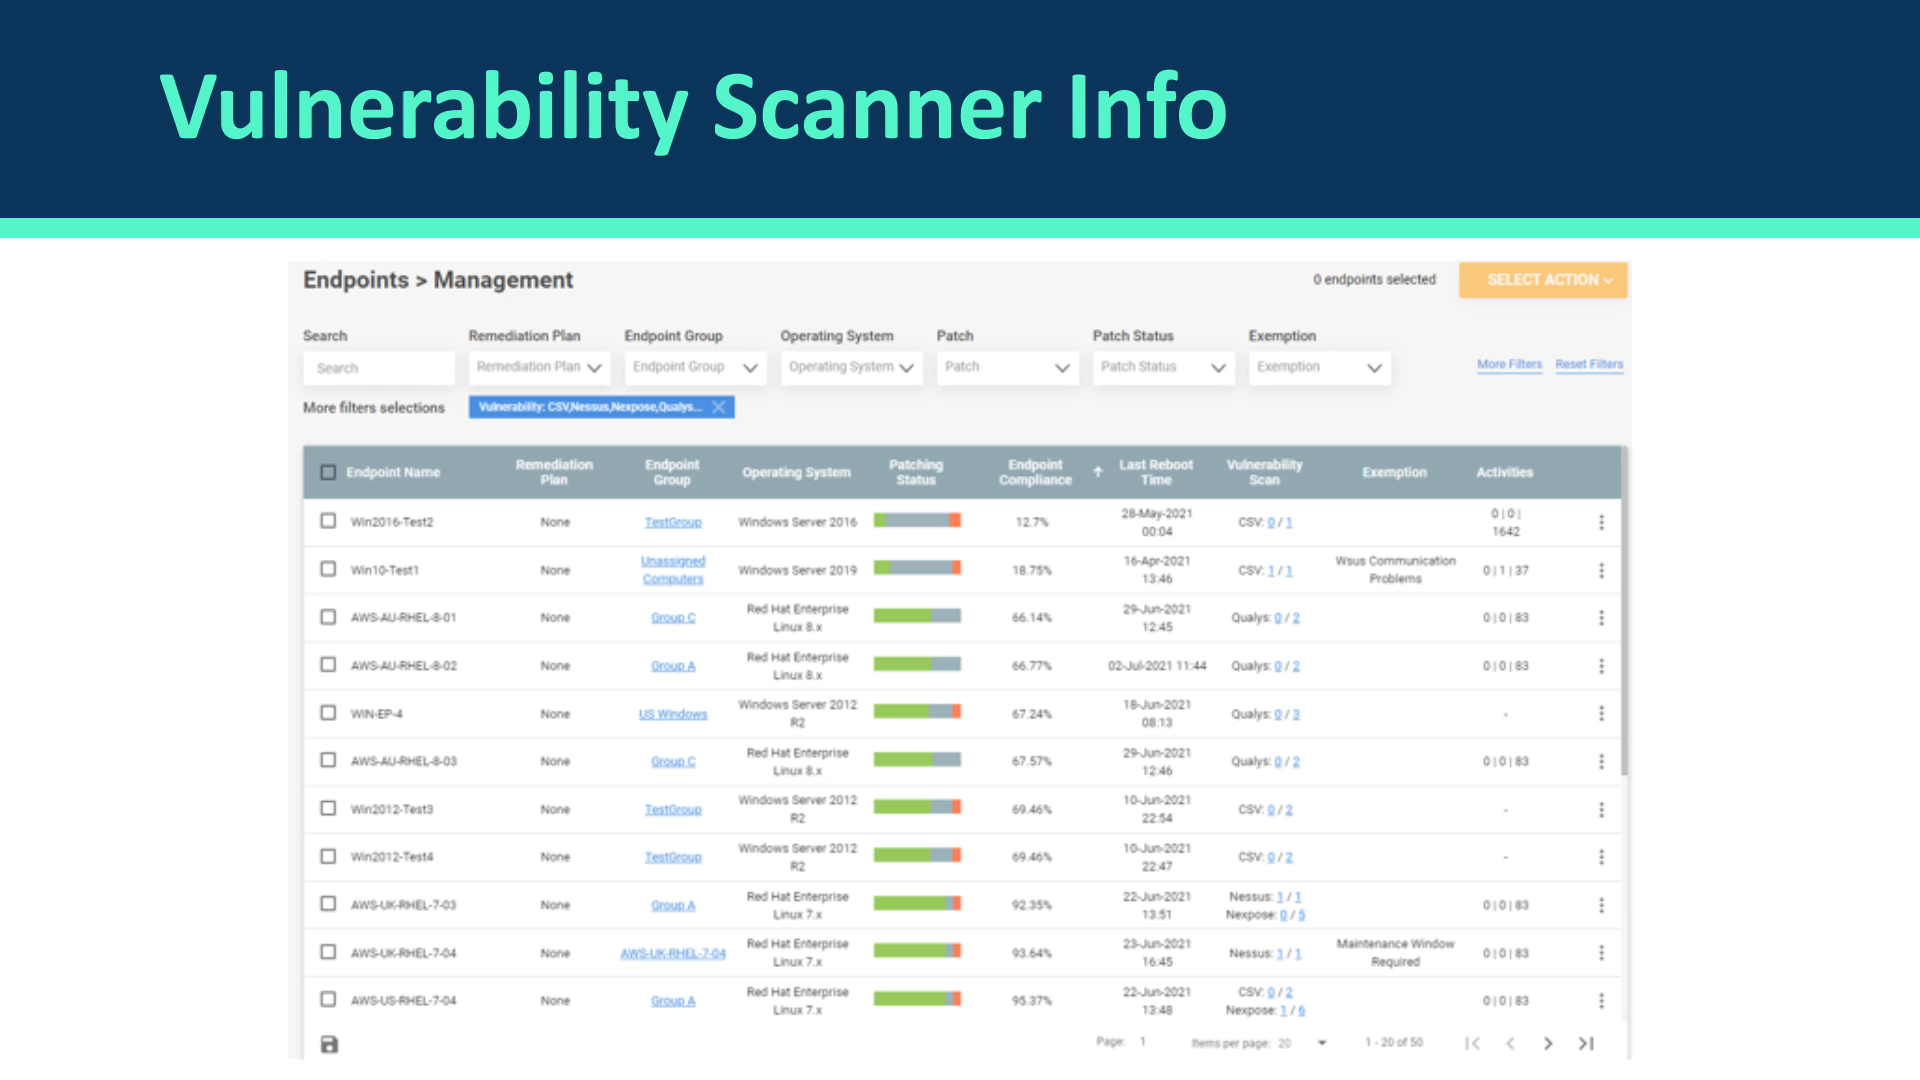 Vulnerability Scanner Info
Endpoints > Management
0 endpoints selected
SELECT ACTION
Search Remediation Plan Endpoint Group Operating System Patch Patch Status Exemption
Search Remediation Plan Endpoint Group Operating System Patch Patch Status Exemption More Filters Reset Filters
More filters selections Vulnerability: CSV,Nessus,Nexpose,Qualys...
Endpoint Name Remediation Plan Endpoint Group Operating System Patching Status Endpoint Compliance Last Reboot Time Vulnerability Scan Exemption Activities
Win2016-Test2 None TestGroup Windows Server 2016 12.7% 28-May-2021 00:04 CSV: 0 / 1 0 | 0 | 1642
Win10-Test1 None Unassigned Computers Windows Server 2019 18.75% 16-Apr-2021 13:46 CSV: 1 / 1 Wsus Communication Problems 0 | 1 | 37
AWS-AU-RHEL-8-01 None Group C Red Hat Enterprise Linux 8.x 66.14% 29-Jun-2021 12:45 Qualys: 0 / 2 0 | 0 | 83
AWS-AU-RHEL-8-02 None Group A Red Hat Enterprise Linux 8.x 66.77% 02-Jul-2021 11:44 Qualys: 0 / 2 0 | 0 | 83
WIN-EP-4 None US Windows Windows Server 2012 R2 67.24% 18-Jun-2021 08:13 Qualys: 0 / 3 -
AWS-AU-RHEL-8-03 None Group C Red Hat Enterprise Linux 8.x 67.57% 29-Jun-2021 12:46 Qualys: 0 / 2 0 | 0 | 83
Win2012-Test3 None TestGroup Windows Server 2012 R2 69.46% 10-Jun-2021 22:54 CSV: 0 / 2 -
Win2012-Test4 None TestGroup Windows Server 2012 R2 69.46% 10-Jun-2021 22:47 CSV: 0 / 2 -
AWS-UK-RHEL-7-03 None Group A Red Hat Enterprise Linux 7.x 92.35% 22-Jun-2021 13:51 Nessus: 1 / 1 Nexpose: 0 / 5 0 | 0 | 83
AWS-UK-RHEL-7-04 None AWS-UK-RHEL-7-04 Red Hat Enterprise Linux 7.x 93.64% 23-Jun-2021 16:45 Nessus: 1 / 1 Maintenance Window Required 0 | 0 | 83
AWS-US-RHEL-7-04 None Group A Red Hat Enterprise Linux 7.x 95.37% 22-Jun-2021 13:48 CSV: 0 / 2 Nexpose: 1 / 6 0 | 0 | 83
Page: 1 Items per page: 20 1 - 20 of 50